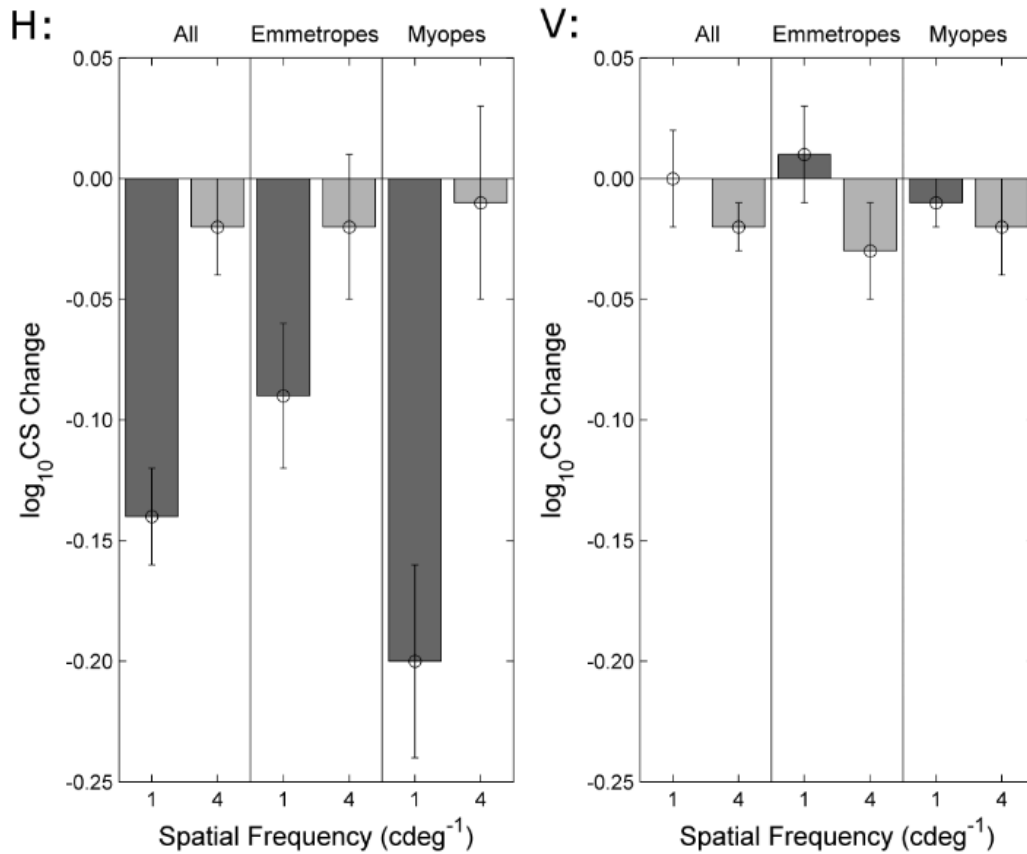 H:
All Emmetropes Myopes
0.05
0.00
-0.05
-0.10
-0.15
-0.20
-0.25
log₁₀CS Change
1 4 1 4 1 4
Spatial Frequency (cdeg⁻¹)
V:
All Emmetropes Myopes
0.05
0.00
-0.05
-0.10
-0.15
-0.20
-0.25
log₁₀CS Change
1 4 1 4 1 4
Spatial Frequency (cdeg⁻¹)